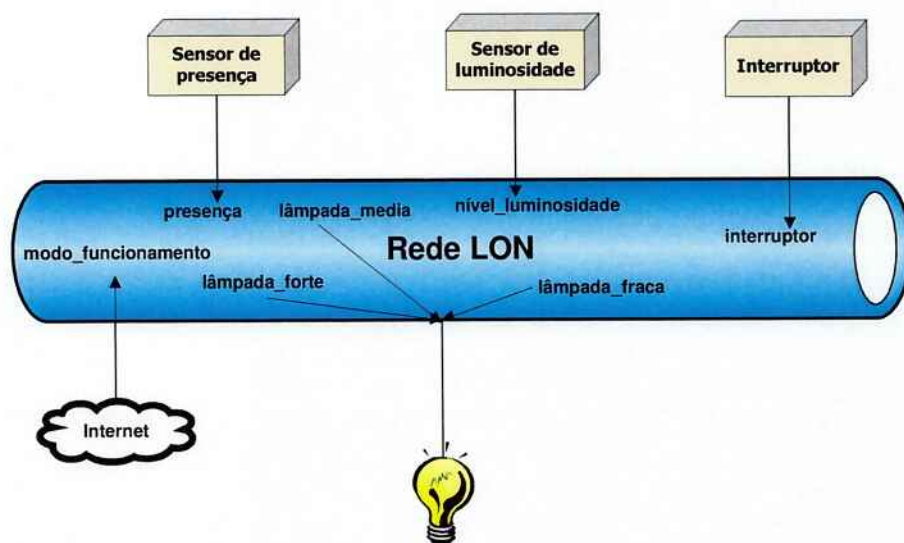 Sensor de
presença
Sensor de
luminosidade
Interruptor
presença
lâmpada_media
nível_luminosidade
modo_funcionamento
Rede LON
interruptor
lâmpada_forte
lâmpada_fraca
Internet